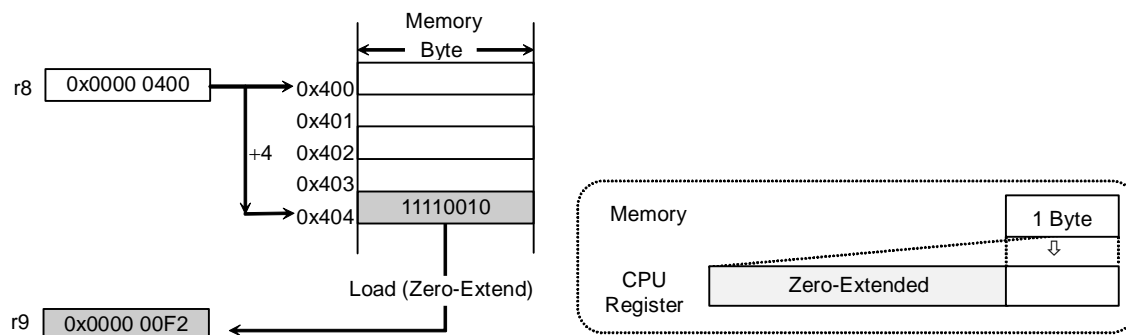 Memory
Byte
r8 0x0000 0400
0x400
0x401
+4
0x402
0x403
0x404 11110010
Load (Zero-Extend)
r9 0x0000 00F2
Memory 1 Byte
⇩
CPU
Register
Zero-Extended